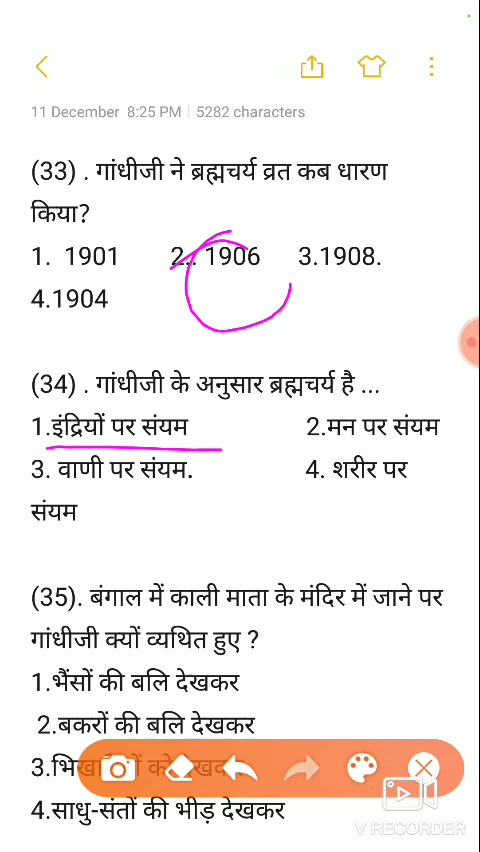 11 December 8:25 PM | 5282 characters
(33) . गांधीजी ने ब्रह्मचर्य व्रत कब धारण
किया?
1. 1901 2.. 1906 3.1908.
4.1904
(34) . गांधीजी के अनुसार ब्रह्मचर्य है ...
1.इंद्रियों पर संयम 2.मन पर संयम
3. वाणी पर संयम. 4. शरीर पर
संयम
(35). बंगाल में काली माता के मंदिर में जाने पर
गांधीजी क्यों व्यथित हुए ?
1.भैंसों की बलि देखकर
2.बकरों की बलि देखकर
3.
4.साधु-संतों की भीड़ देखकर
V RECORDER